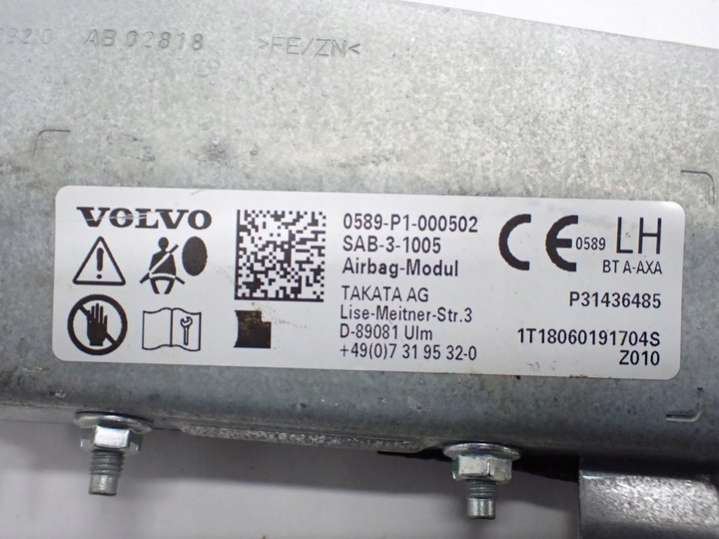 AB 02818 >FE/ZN<
VOLVO
0589-P1-000502
SAB-3-1005
Airbag-Modul
TAKATA AG
Lise-Meitner-Str.3
D-89081 Ulm
+49(0)7 31 95 32-0
CE 0589 LH
BT A-AXA
P31436485
1T18060191704S
Z010